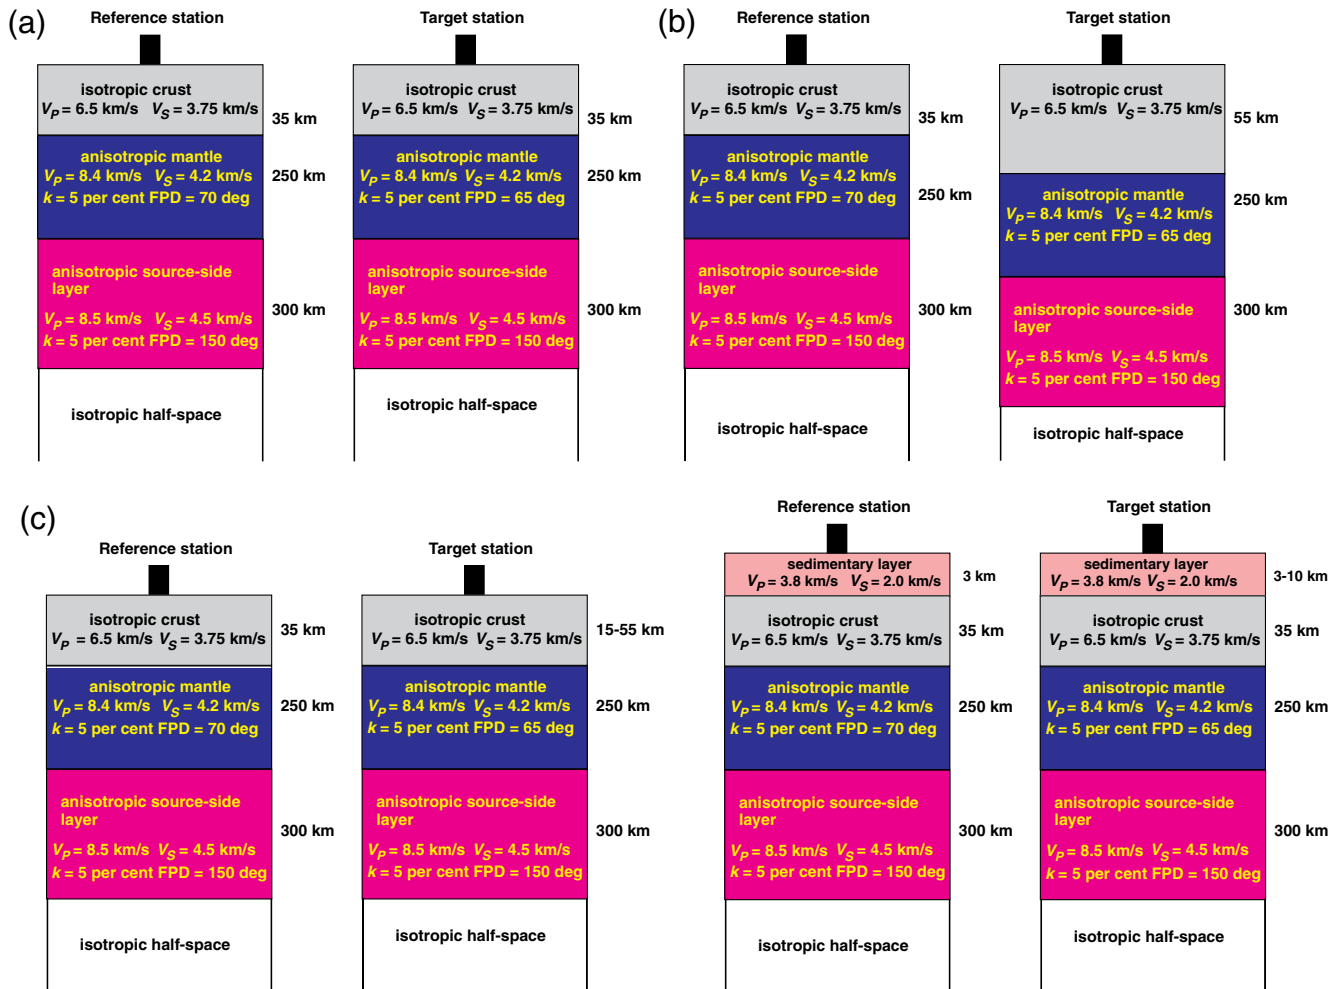 (a)
Reference station
isotropic crust
VP = 6.5 km/s VS = 3.75 km/s
35 km
anisotropic mantle
VP = 8.4 km/s VS = 4.2 km/s
k = 5 per cent FPD = 70 deg
250 km
anisotropic source-side
layer
VP = 8.5 km/s VS = 4.5 km/s
k = 5 per cent FPD = 150 deg
300 km
isotropic half-space
Target station
isotropic crust
VP = 6.5 km/s VS = 3.75 km/s
35 km
anisotropic mantle
VP = 8.4 km/s VS = 4.2 km/s
k = 5 per cent FPD = 65 deg
250 km
anisotropic source-side
layer
VP = 8.5 km/s VS = 4.5 km/s
k = 5 per cent FPD = 150 deg
300 km
isotropic half-space
(b)
Reference station
isotropic crust
VP = 6.5 km/s VS = 3.75 km/s
35 km
anisotropic mantle
VP = 8.4 km/s VS = 4.2 km/s
k = 5 per cent FPD = 70 deg
250 km
anisotropic source-side
layer
VP = 8.5 km/s VS = 4.5 km/s
k = 5 per cent FPD = 150 deg
300 km
isotropic half-space
Target station
isotropic crust
VP = 6.5 km/s VS = 3.75 km/s
55 km
anisotropic mantle
VP = 8.4 km/s VS = 4.2 km/s
k = 5 per cent FPD = 65 deg
250 km
anisotropic source-side
layer
VP = 8.5 km/s VS = 4.5 km/s
k = 5 per cent FPD = 150 deg
300 km
isotropic half-space
(c)
Reference station
isotropic crust
VP = 6.5 km/s VS = 3.75 km/s
35 km
anisotropic mantle
VP = 8.4 km/s VS = 4.2 km/s
k = 5 per cent FPD = 70 deg
250 km
anisotropic source-side
layer
VP = 8.5 km/s VS = 4.5 km/s
k = 5 per cent FPD = 150 deg
300 km
isotropic half-space
Target station
isotropic crust
VP = 6.5 km/s VS = 3.75 km/s
15-55 km
anisotropic mantle
VP = 8.4 km/s VS = 4.2 km/s
k = 5 per cent FPD = 65 deg
250 km
anisotropic source-side
layer
VP = 8.5 km/s VS = 4.5 km/s
k = 5 per cent FPD = 150 deg
300 km
isotropic half-space
Reference station
sedimentary layer
VP = 3.8 km/s VS = 2.0 km/s
3 km
isotropic crust
VP = 6.5 km/s VS = 3.75 km/s
35 km
anisotropic mantle
VP = 8.4 km/s VS = 4.2 km/s
k = 5 per cent FPD = 70 deg
250 km
anisotropic source-side
layer
VP = 8.5 km/s VS = 4.5 km/s
k = 5 per cent FPD = 150 deg
300 km
isotropic half-space
Target station
sedimentary layer
VP = 3.8 km/s VS = 2.0 km/s
3-10 km
isotropic crust
VP = 6.5 km/s VS = 3.75 km/s
35 km
anisotropic mantle
VP = 8.4 km/s VS = 4.2 km/s
k = 5 per cent FPD = 65 deg
250 km
anisotropic source-side
layer
VP = 8.5 km/s VS = 4.5 km/s
k = 5 per cent FPD = 150 deg
300 km
isotropic half-space